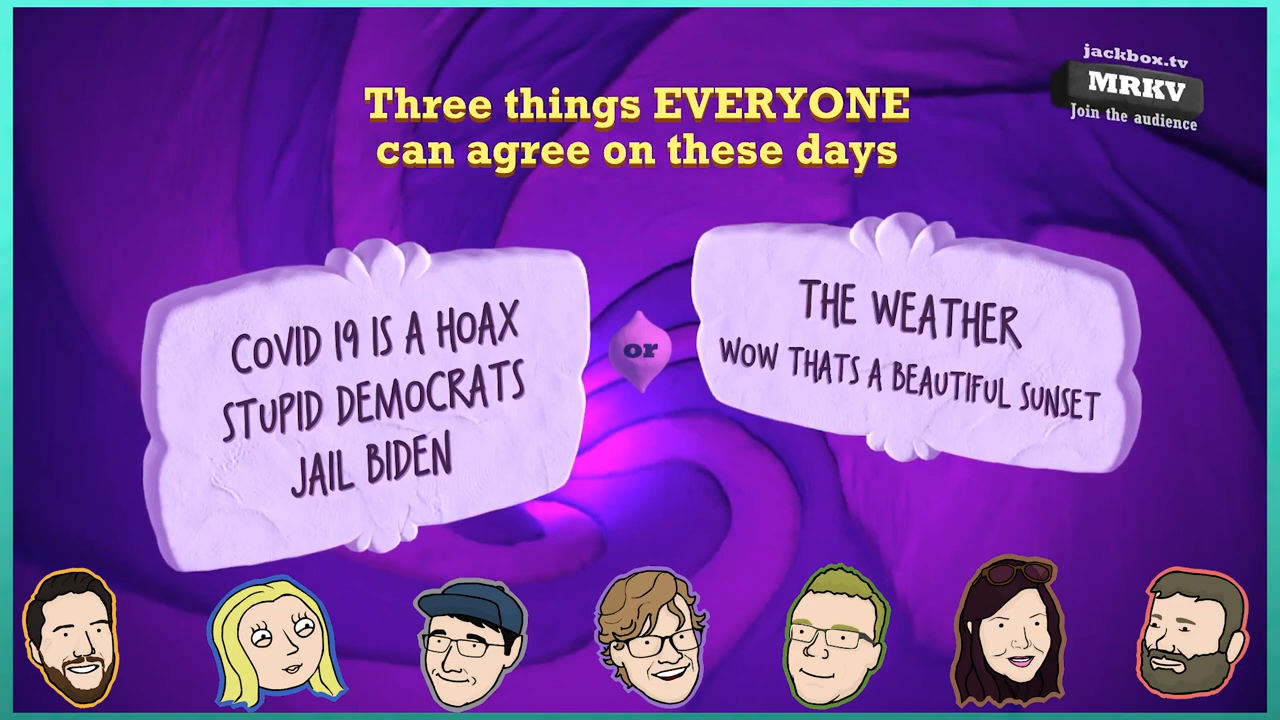 jackbox.tv
MRKV
Join the audience
Three things EVERYONE
can agree on these days
COVID 19 IS A HOAX
STUPID DEMOCRATS
JAIL BIDEN
or
THE WEATHER
WOW THATS A BEAUTIFUL SUNSET